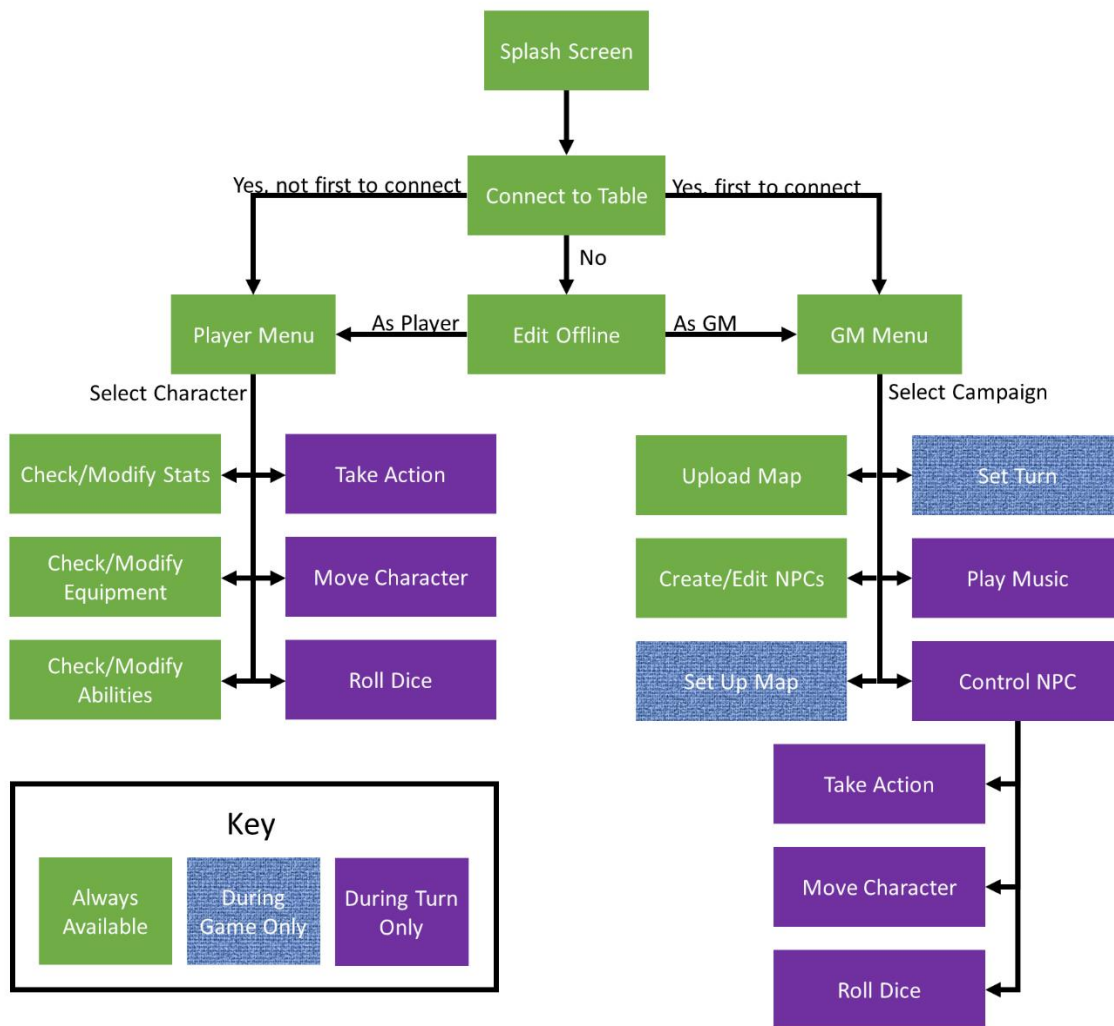 Splash Screen
Yes, not first to connect
Connect to Table
Yes, first to connect
No
Player Menu
As Player
Edit Offline
As GM
GM Menu
Select Character
Select Campaign
Check/Modify Stats
Take Action
Upload Map
Set Turn
Check/Modify
Equipment
Move Character
Create/Edit NPCs
Play Music
Check/Modify
Abilities
Roll Dice
Set Up Map
Control NPC
Take Action
Move Character
Roll Dice
Key
Always
Available
During
Game Only
During Turn
Only